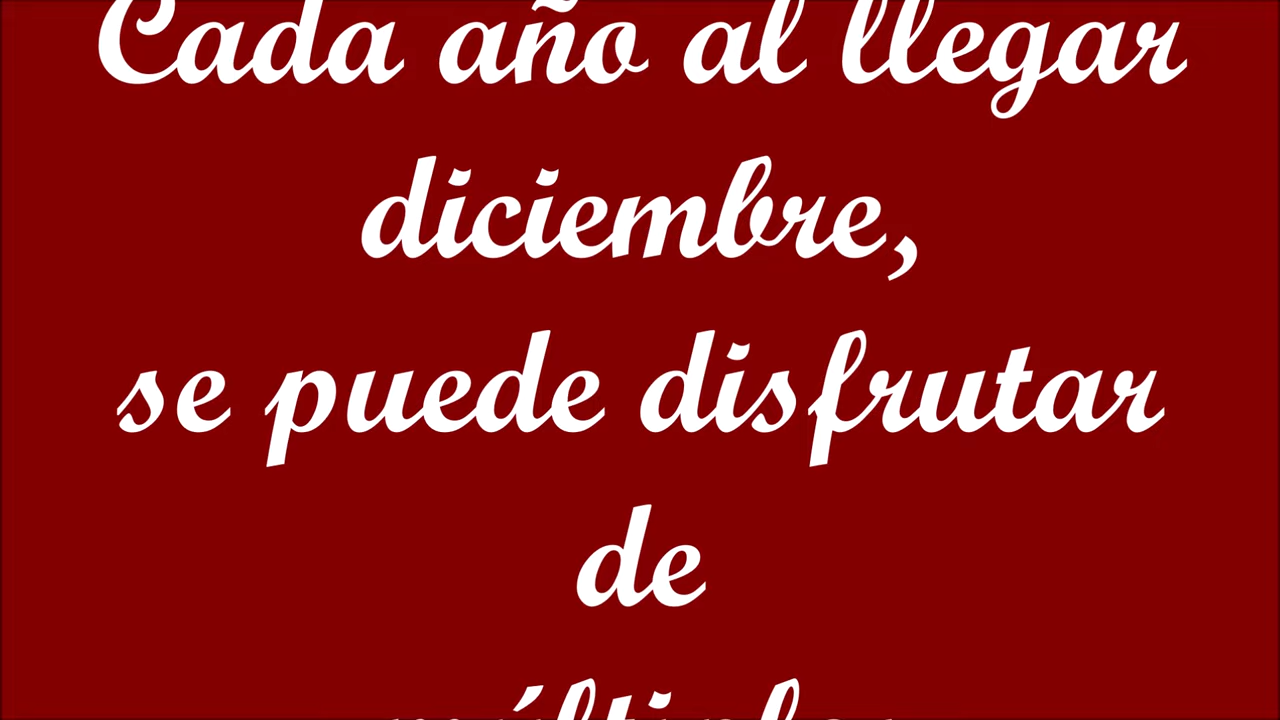 Cada año al llegar
diciembre,
se puede disfrutar
de